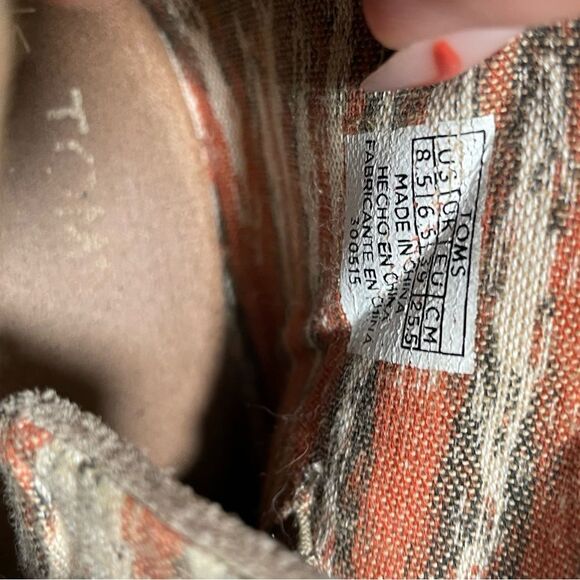 TOMS
US UK EU CM
8.5 6.5 39 25.5
MADE IN CHINA
HECHO EN CHINA
FABRICANTE EN CHINA
300515
TOMS